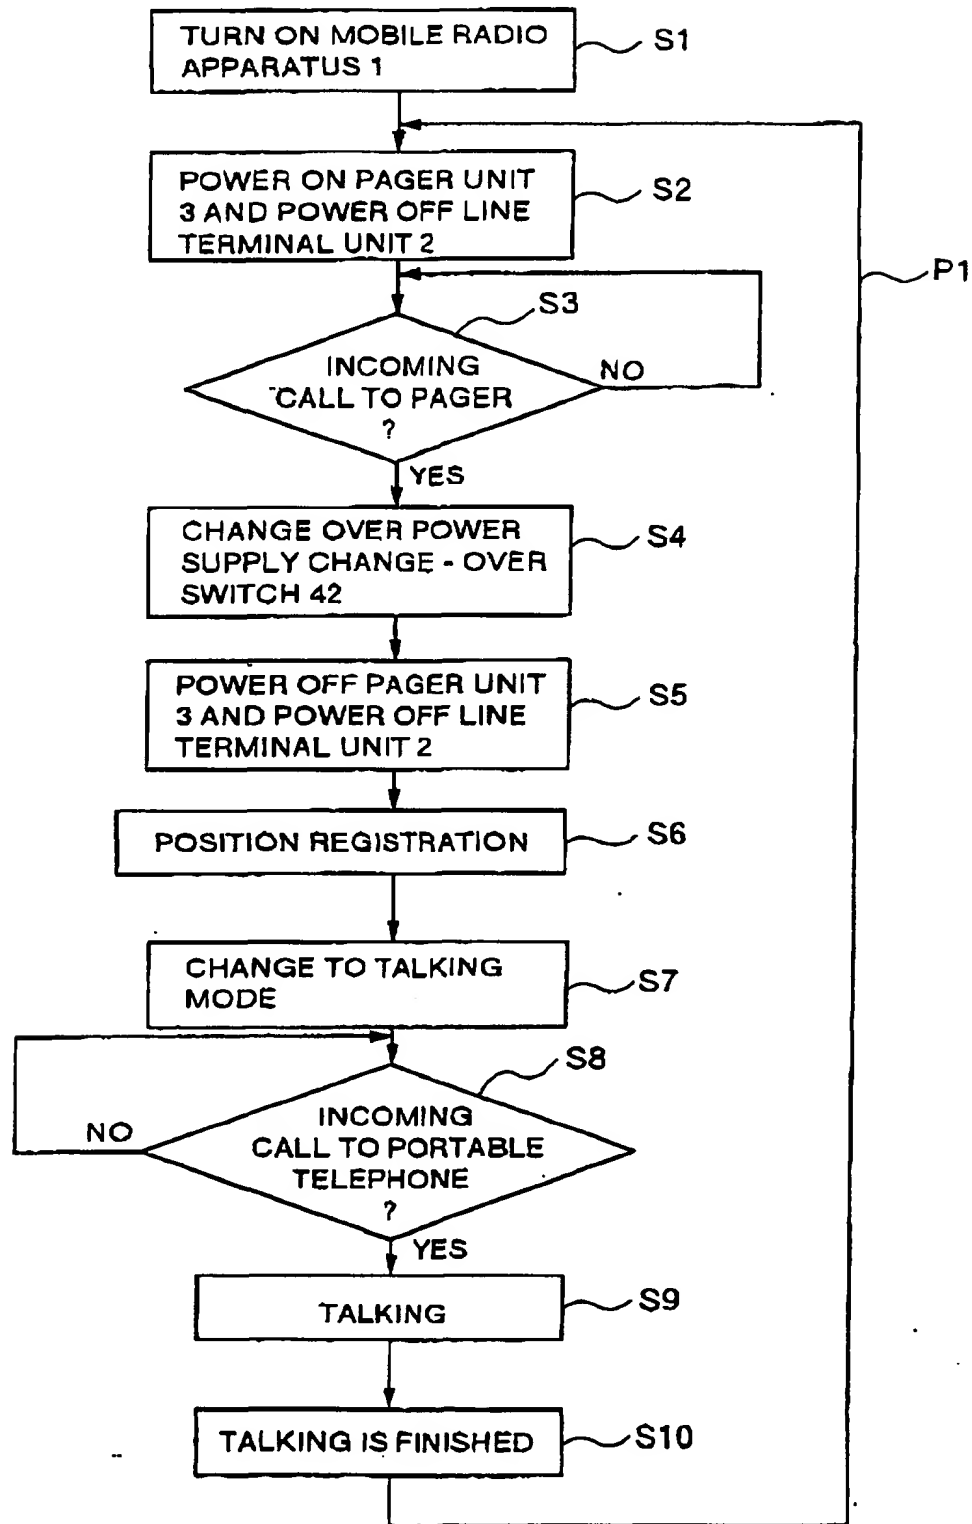 TURN ON MOBILE RADIO
APPARATUS 1
S1
POWER ON PAGER UNIT
3 AND POWER OFF LINE
TERMINAL UNIT 2
S2
P1
S3
INCOMING
CALL TO PAGER
?
NO
YES
CHANGE OVER POWER
SUPPLY CHANGE - OVER
SWITCH 42
S4
POWER OFF PAGER UNIT
3 AND POWER OFF LINE
TERMINAL UNIT 2
S5
POSITION REGISTRATION
S6
CHANGE TO TALKING
MODE
S7
S8
INCOMING
CALL TO PORTABLE
TELEPHONE
?
NO
YES
TALKING
S9
TALKING IS FINISHED
S10